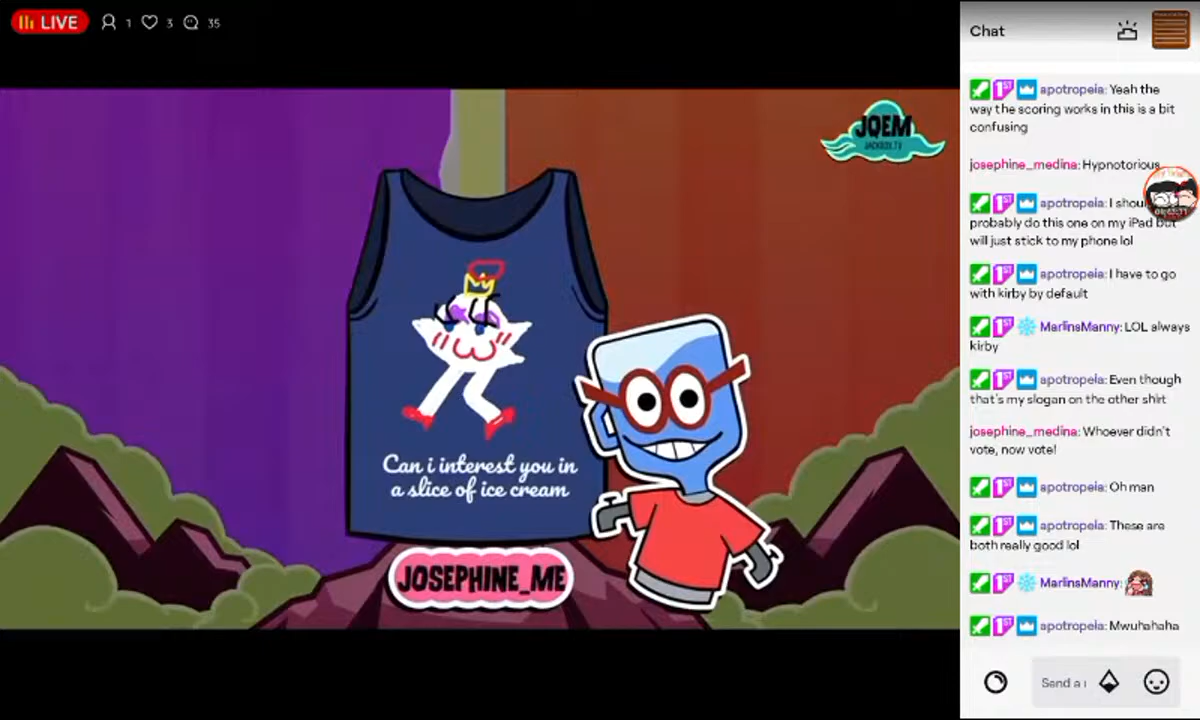 LIVE 1 3 35
JQEM
JACKBOX.TV
Can i interest you in
a slice of ice cream
JOSEPHINE_ME
Chat
apotropeia: Yeah the
way the scoring works in this is a bit
confusing
josephine_medina: Hypnotorious
apotropeia: I shou
probably do this one on my iPad but
will just stick to my phone lol
apotropeia: I have to go
with kirby by default
MarlinsManny: LOL always
kirby
apotropeia: Even though
that's my slogan on the other shirt
josephine_medina: Whoever didn't
vote, now vote!
apotropeia: Oh man
apotropeia: These are
both really good lol
MarlinsManny:
apotropeia: Mwuhahaha
Send a